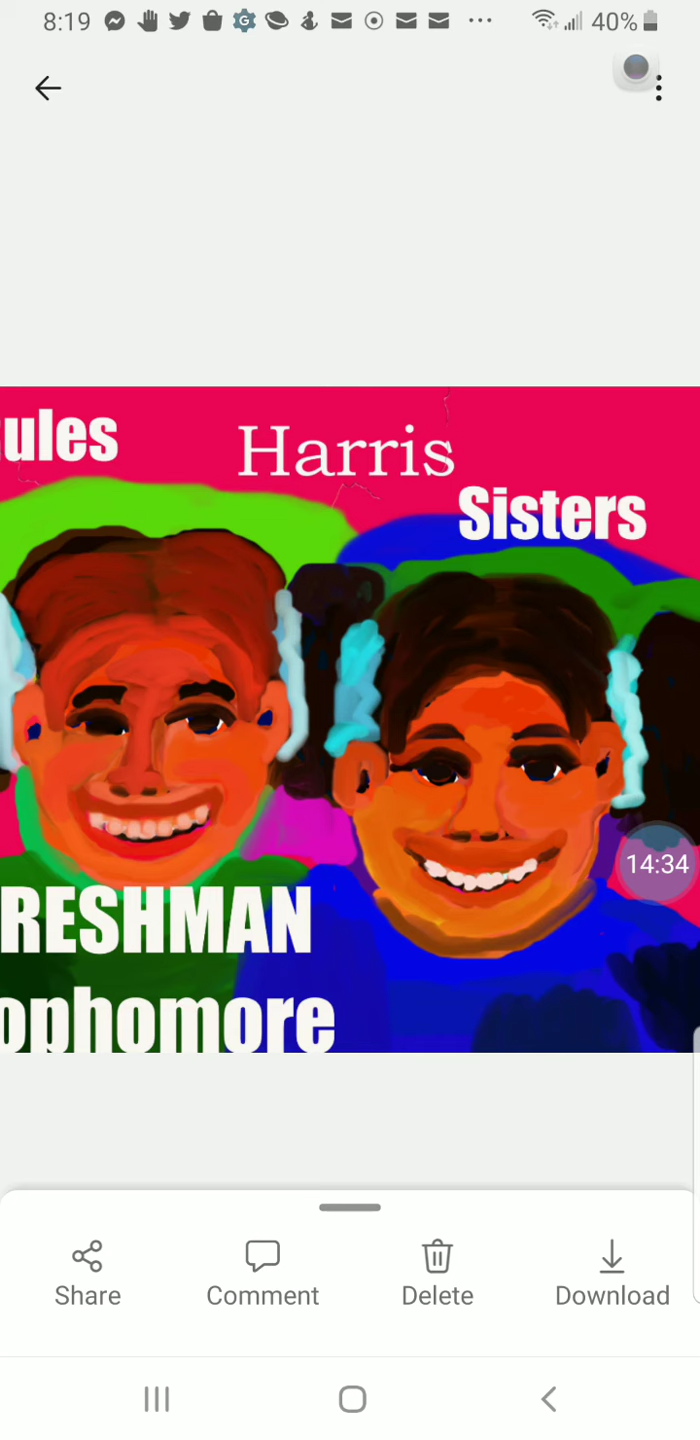 8:19
40%
ules
Harris
Sisters
14:34
RESHMAN
ophomore
Share
Comment
Delete
Download